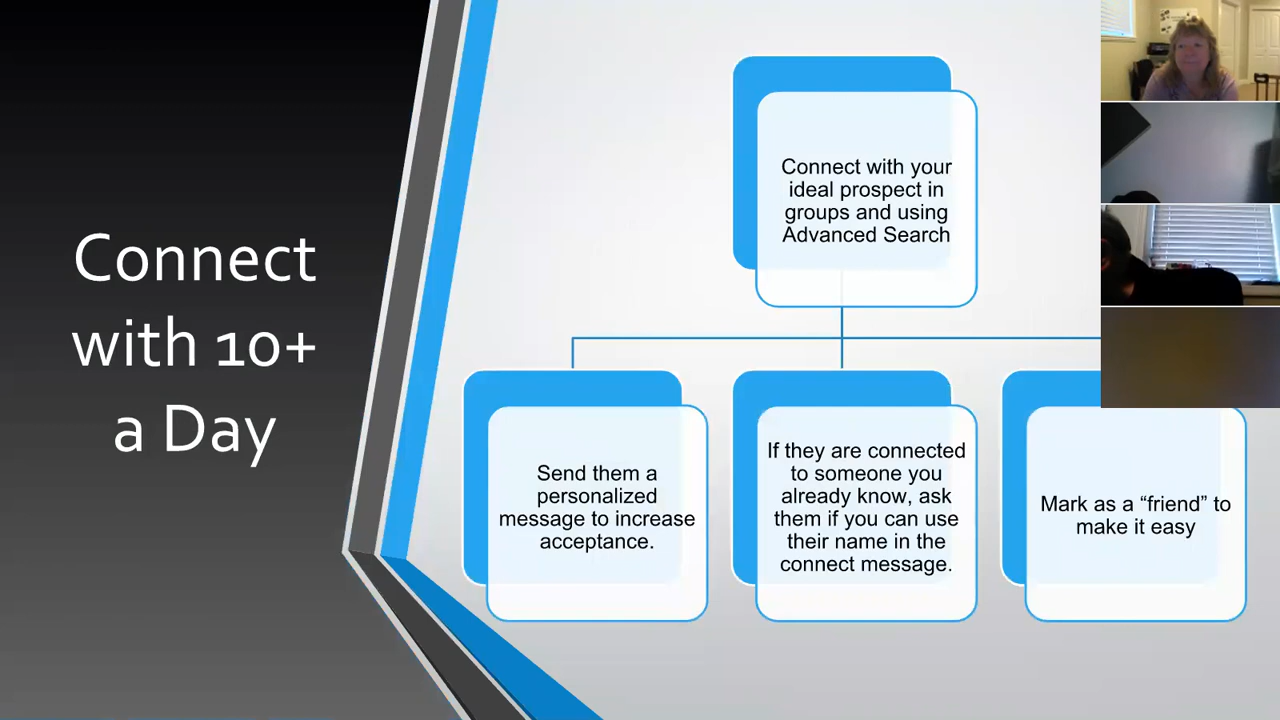 Connect
with 10+
a Day
Connect with your
ideal prospect in
groups and using
Advanced Search
Send them a
personalized
message to increase
acceptance.
If they are connected
to someone you
already know, ask
them if you can use
their name in the
connect message.
Mark as a “friend” to
make it easy